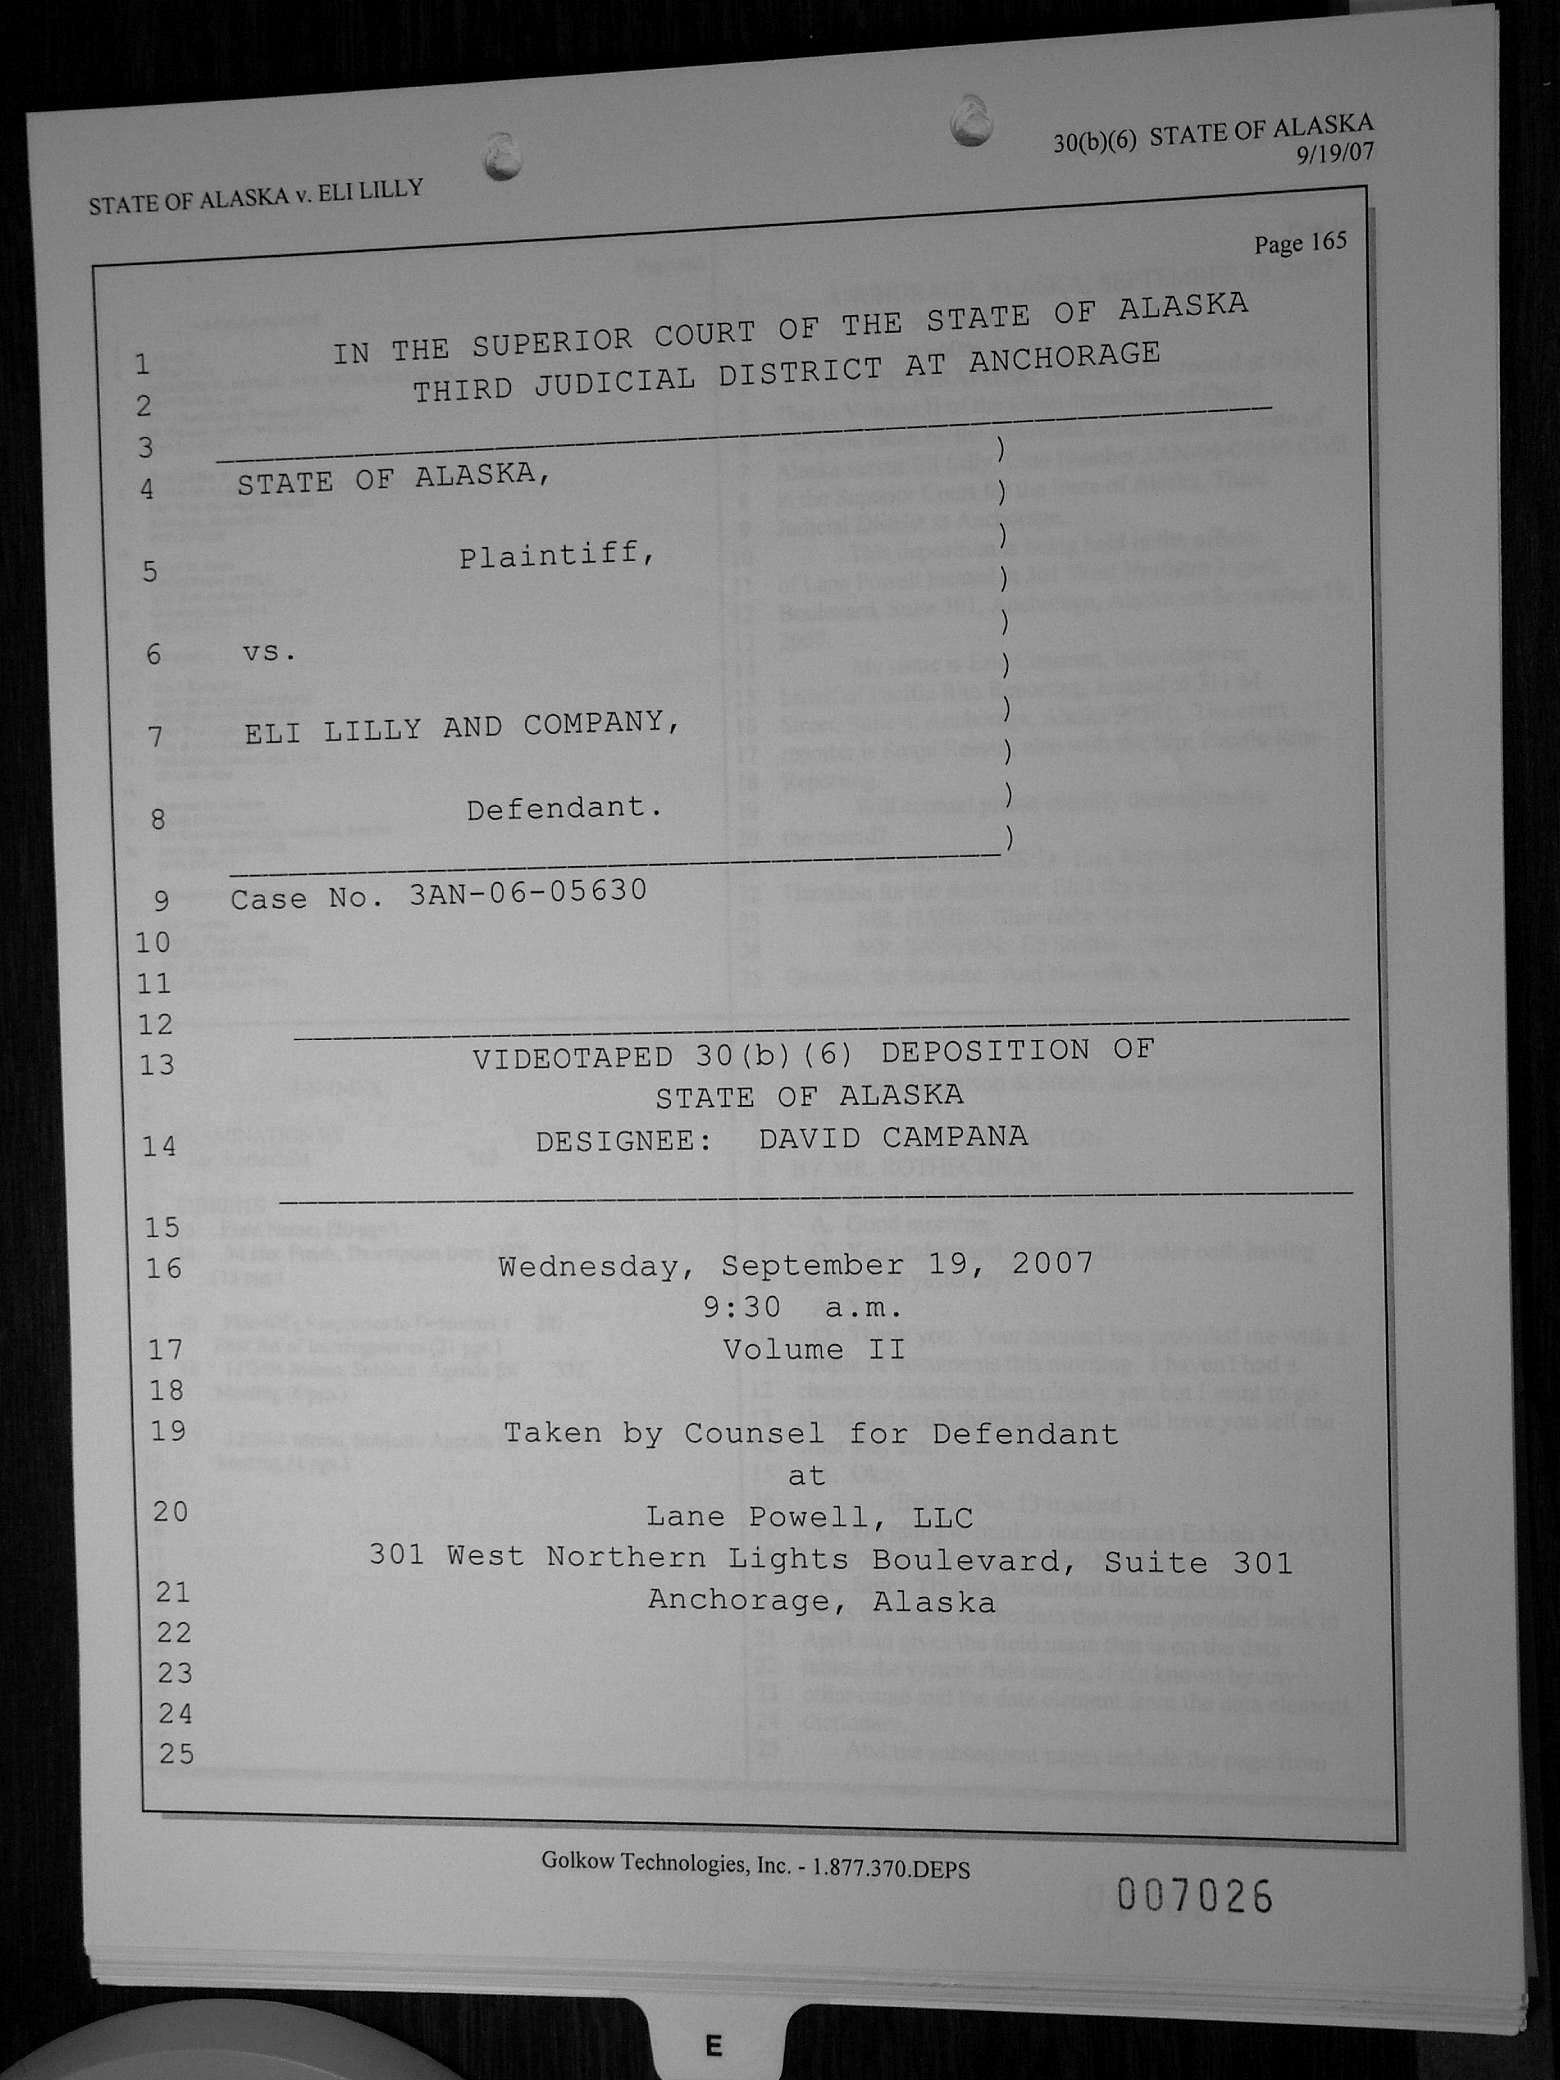 STATE OF ALASKA v. ELI LILLY
30(b)(6) STATE OF ALASKA
9/19/07
Page 165
1 IN THE SUPERIOR COURT OF THE STATE OF ALASKA
2 THIRD JUDICIAL DISTRICT AT ANCHORAGE
3 )
4 STATE OF ALASKA, )
)
5 Plaintiff, )
)
6 vs. )
)
7 ELI LILLY AND COMPANY, )
)
8 Defendant. )
9 Case No. 3AN-06-05630
10
11
12
13 VIDEOTAPED 30(b)(6) DEPOSITION OF
STATE OF ALASKA
14 DESIGNEE: DAVID CAMPANA
15
16 Wednesday, September 19, 2007
9:30 a.m.
17 Volume II
18
19 Taken by Counsel for Defendant
at
20 Lane Powell, LLC
301 West Northern Lights Boulevard, Suite 301
21 Anchorage, Alaska
22
23
24
25
Golkow Technologies, Inc. - 1.877.370.DEPS
007026
E